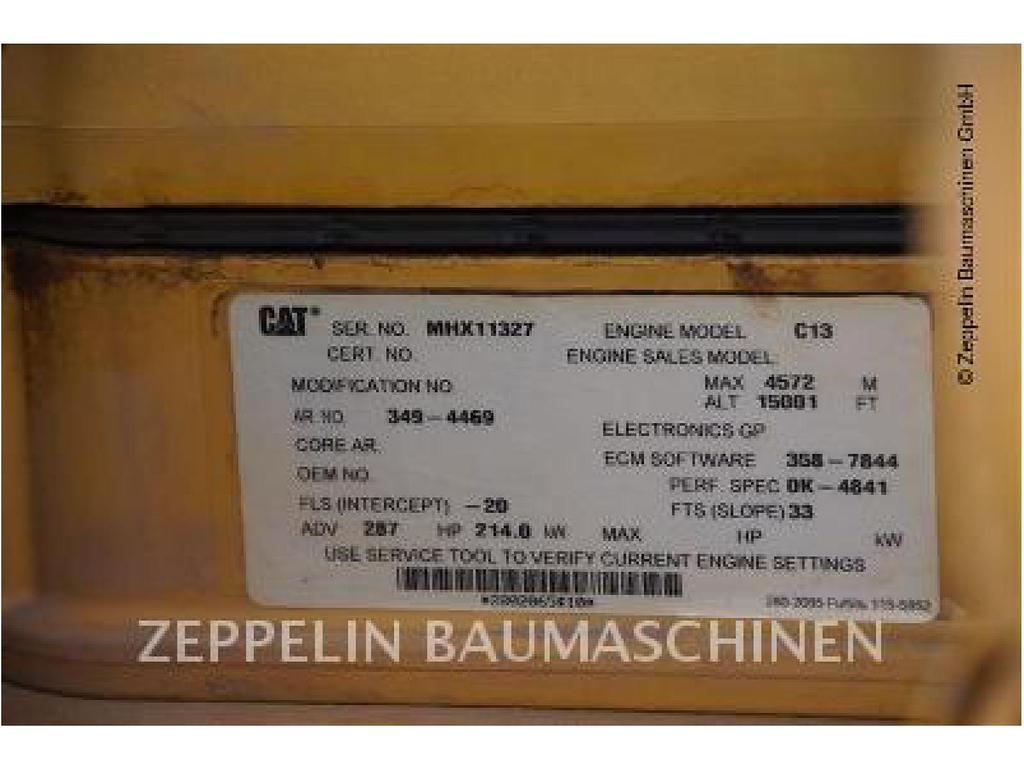 CAT® SER. NO. MHX11327 ENGINE MODEL C13
CERT. NO. ENGINE SALES MODEL:
MODIFICATION NO. MAX 4572 M
ALT 15001 FT
AR. NO. 349-4469
ELECTRONICS GP
CORE AR.
ECM SOFTWARE 358-7844
OEM NO.
PERF. SPEC 0K-4841
FLS (INTERCEPT) -20 FTS (SLOPE) 33
ADV 287 HP 214.0 kW MAX HP kW
USE SERVICE TOOL TO VERIFY CURRENT ENGINE SETTINGS
ZEPPELIN BAUMASCHINEN
© Zeppelin Baumaschinen GmbH